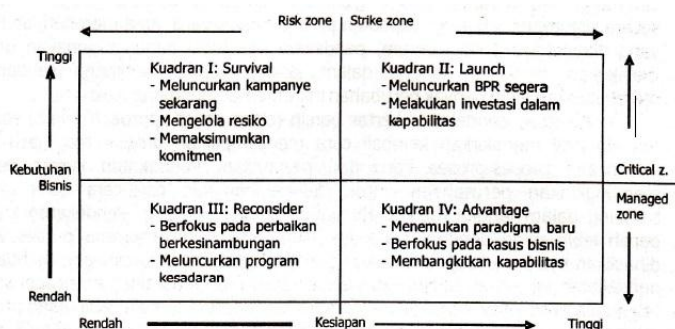 Risk zone Strike zone
Tinggi
Kuadran I: Survival
- Meluncurkan kampanye
sekarang
- Mengelola resiko
- Memaksimumkan
komitmen
Kuadran II: Launch
- Meluncurkan BPR segera
- Melakukan investasi dalam
kapabilitas
Kebutuhan
Bisnis
Critical z.
Managed
zone
Kuadran III: Reconsider
- Berfokus pada perbaikan
berkesinambungan
- Meluncurkan program
kesadaran
Kuadran IV: Advantage
- Menemukan paradigma baru
- Berfokus pada kasus bisnis
- Membangkitkan kapabilitas
Rendah
Rendah Kesiapan Tinggi